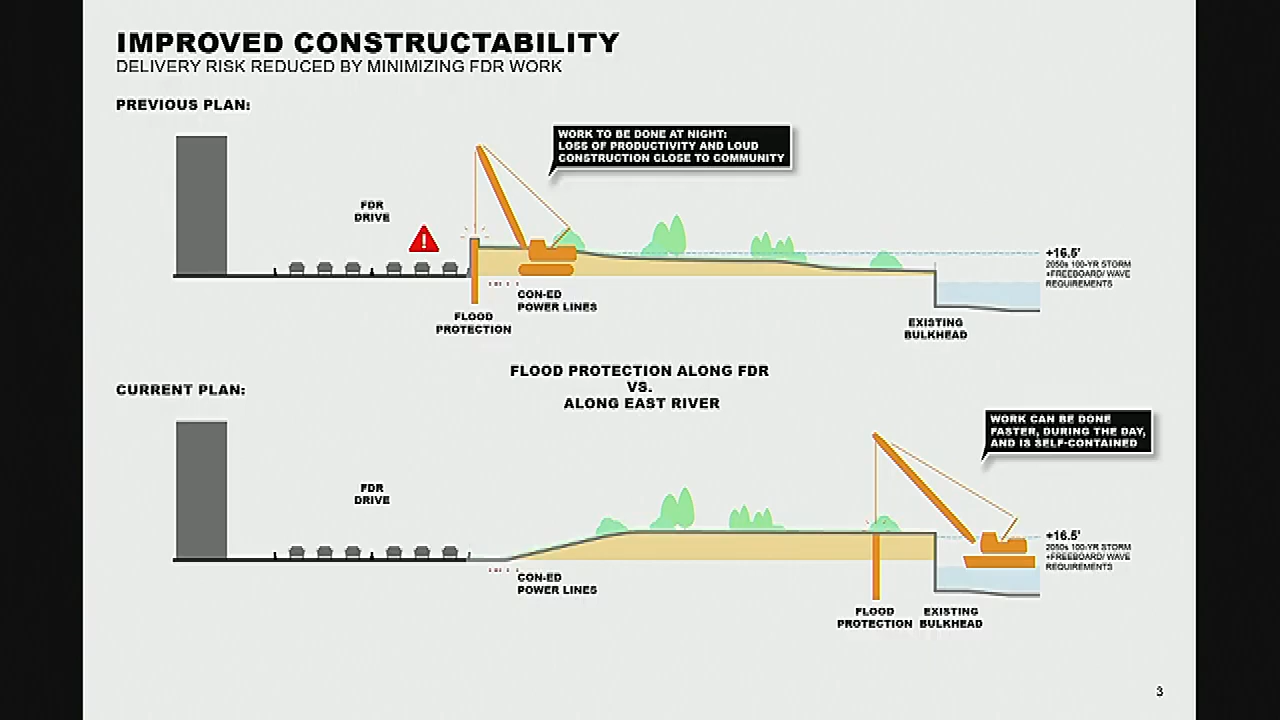 IMPROVED CONSTRUCTABILITY
DELIVERY RISK REDUCED BY MINIMIZING FDR WORK
PREVIOUS PLAN:
WORK TO BE DONE AT NIGHT:
LOSS OF PRODUCTIVITY AND LOUD
CONSTRUCTION CLOSE TO COMMUNITY
FDR
DRIVE
!
+16.5'
2050s 100-YR STORM
+FREEBOARD/ WAVE
REQUIREMENTS
CON-ED
POWER LINES
FLOOD
PROTECTION
EXISTING
BULKHEAD
FLOOD PROTECTION ALONG FDR
VS.
ALONG EAST RIVER
CURRENT PLAN:
WORK CAN BE DONE
FASTER, DURING THE DAY,
AND IS SELF-CONTAINED
FDR
DRIVE
+16.5'
2050s 100-YR STORM
+FREEBOARD/ WAVE
REQUIREMENTS
CON-ED
POWER LINES
FLOOD
PROTECTION
EXISTING
BULKHEAD
3